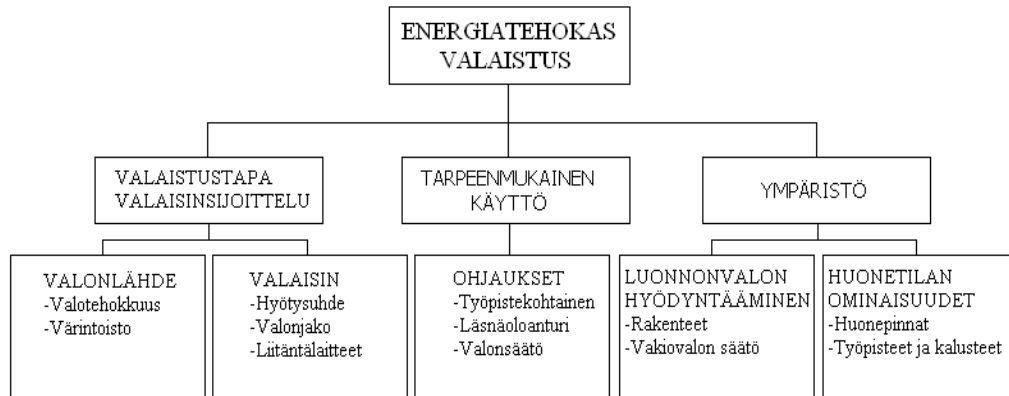 ENERGIATEHOKAS
VALAISTUS
VALAISTUSTAPA
VALAISINSIJOITTELU
TARPEENMUKAINEN
KÄYTTÖ
YMPÄRISTÖ
VALONLÄHDE
-Valotehokkuus
-Värintoisto
VALAISIN
-Hyötysuhde
-Valonjako
-Liitäntälaitteet
OHJAUKSET
-Työpistekohtainen
-Läsnäoloanturi
-Valonsäätö
LUONNONVALON
HYÖDYNTÄÄMINEN
-Rakenteet
-Vakiovalon säätö
HUONETILAN
OMINAISUUDET
-Huonepinnat
-Työpisteet ja kalusteet